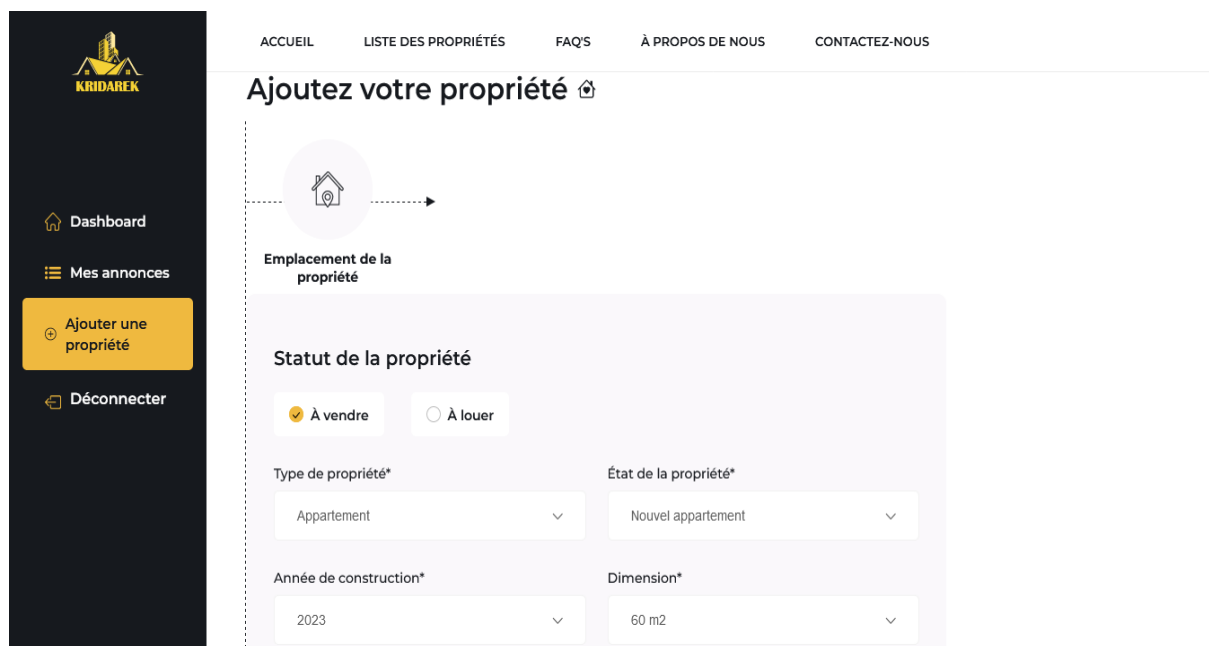 KRIDAREK
ACCUEIL LISTE DES PROPRIÉTÉS FAQ'S À PROPOS DE NOUS CONTACTEZ-NOUS
Ajoutez votre propriété
Dashboard
Mes annonces
Ajouter une
propriété
Déconnecter
Emplacement de la
propriété
Statut de la propriété
À vendre À louer
Type de propriété* État de la propriété*
Appartement Nouvel appartement
Année de construction* Dimension*
2023 60 m2